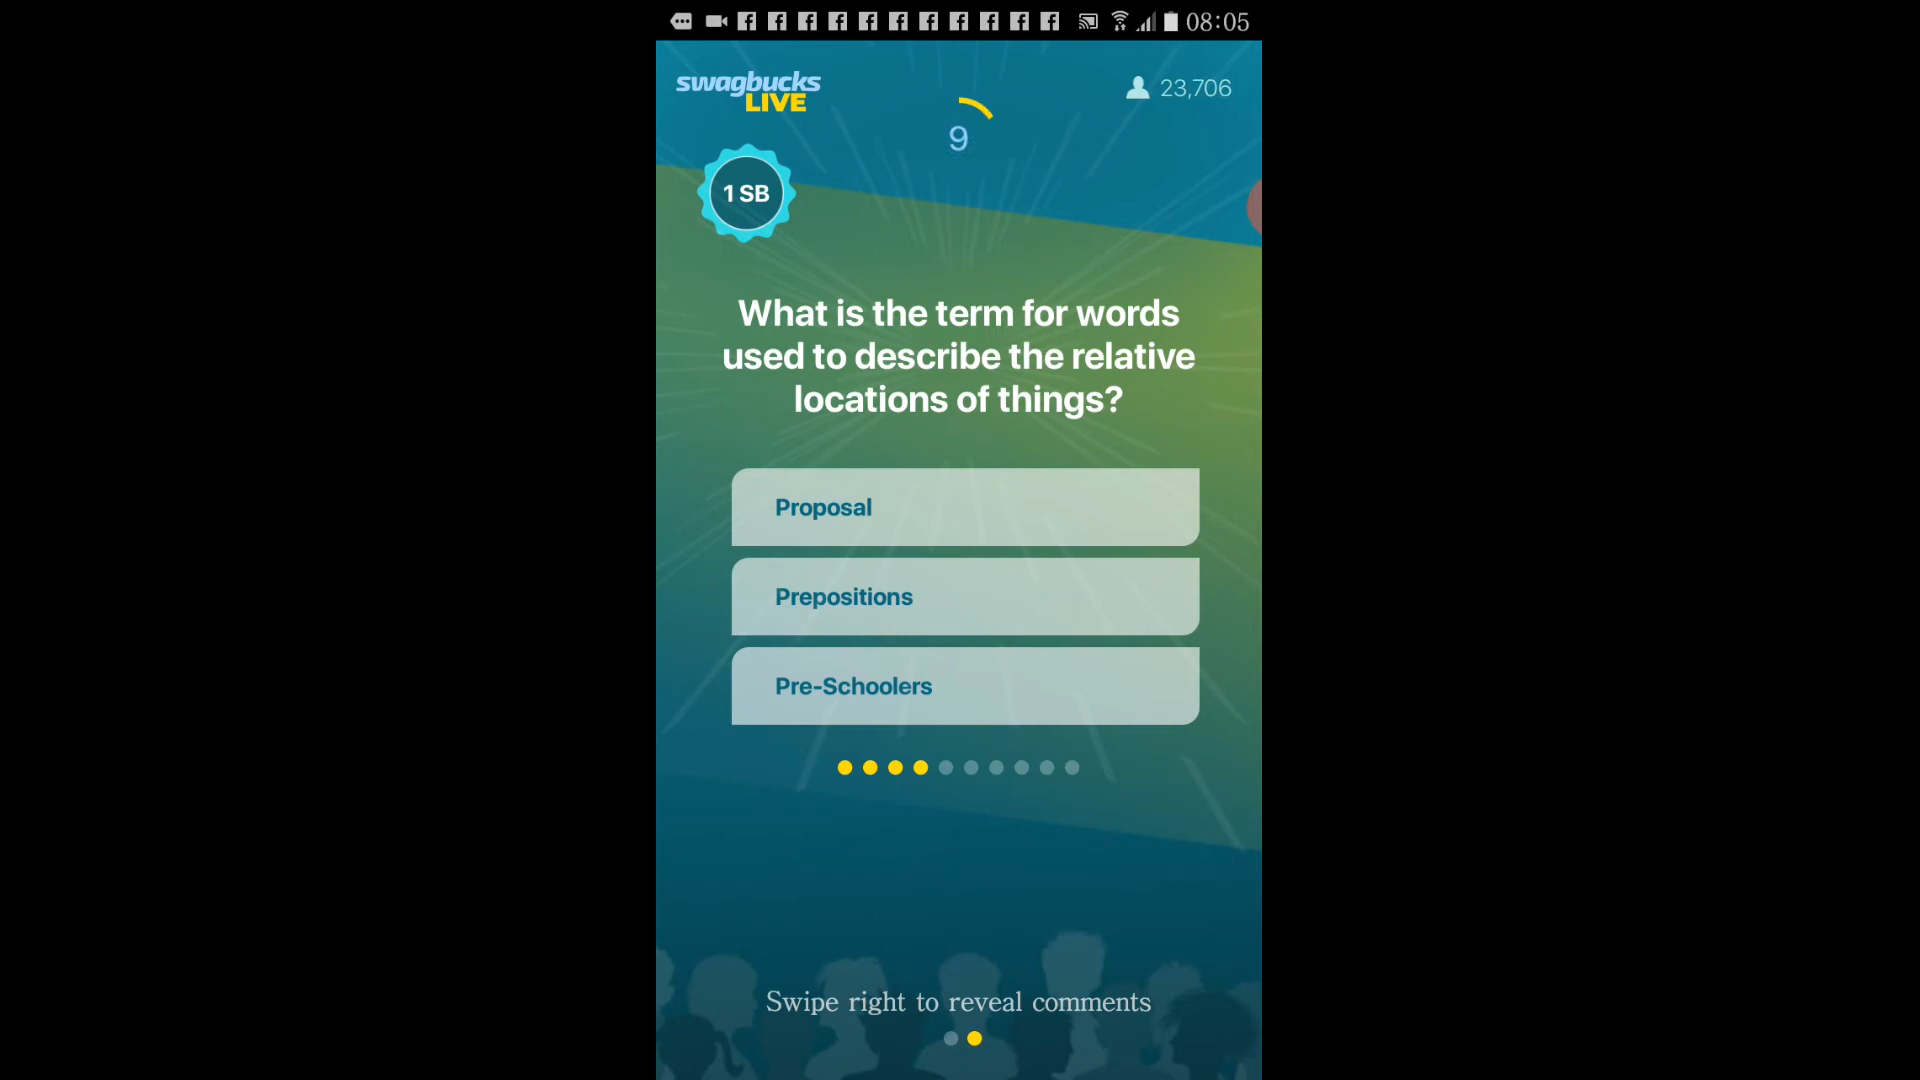 08:05
swagbucks
LIVE
23,706
9
1 SB
What is the term for words
used to describe the relative
locations of things?
Proposal
Prepositions
Pre-Schoolers
Swipe right to reveal comments